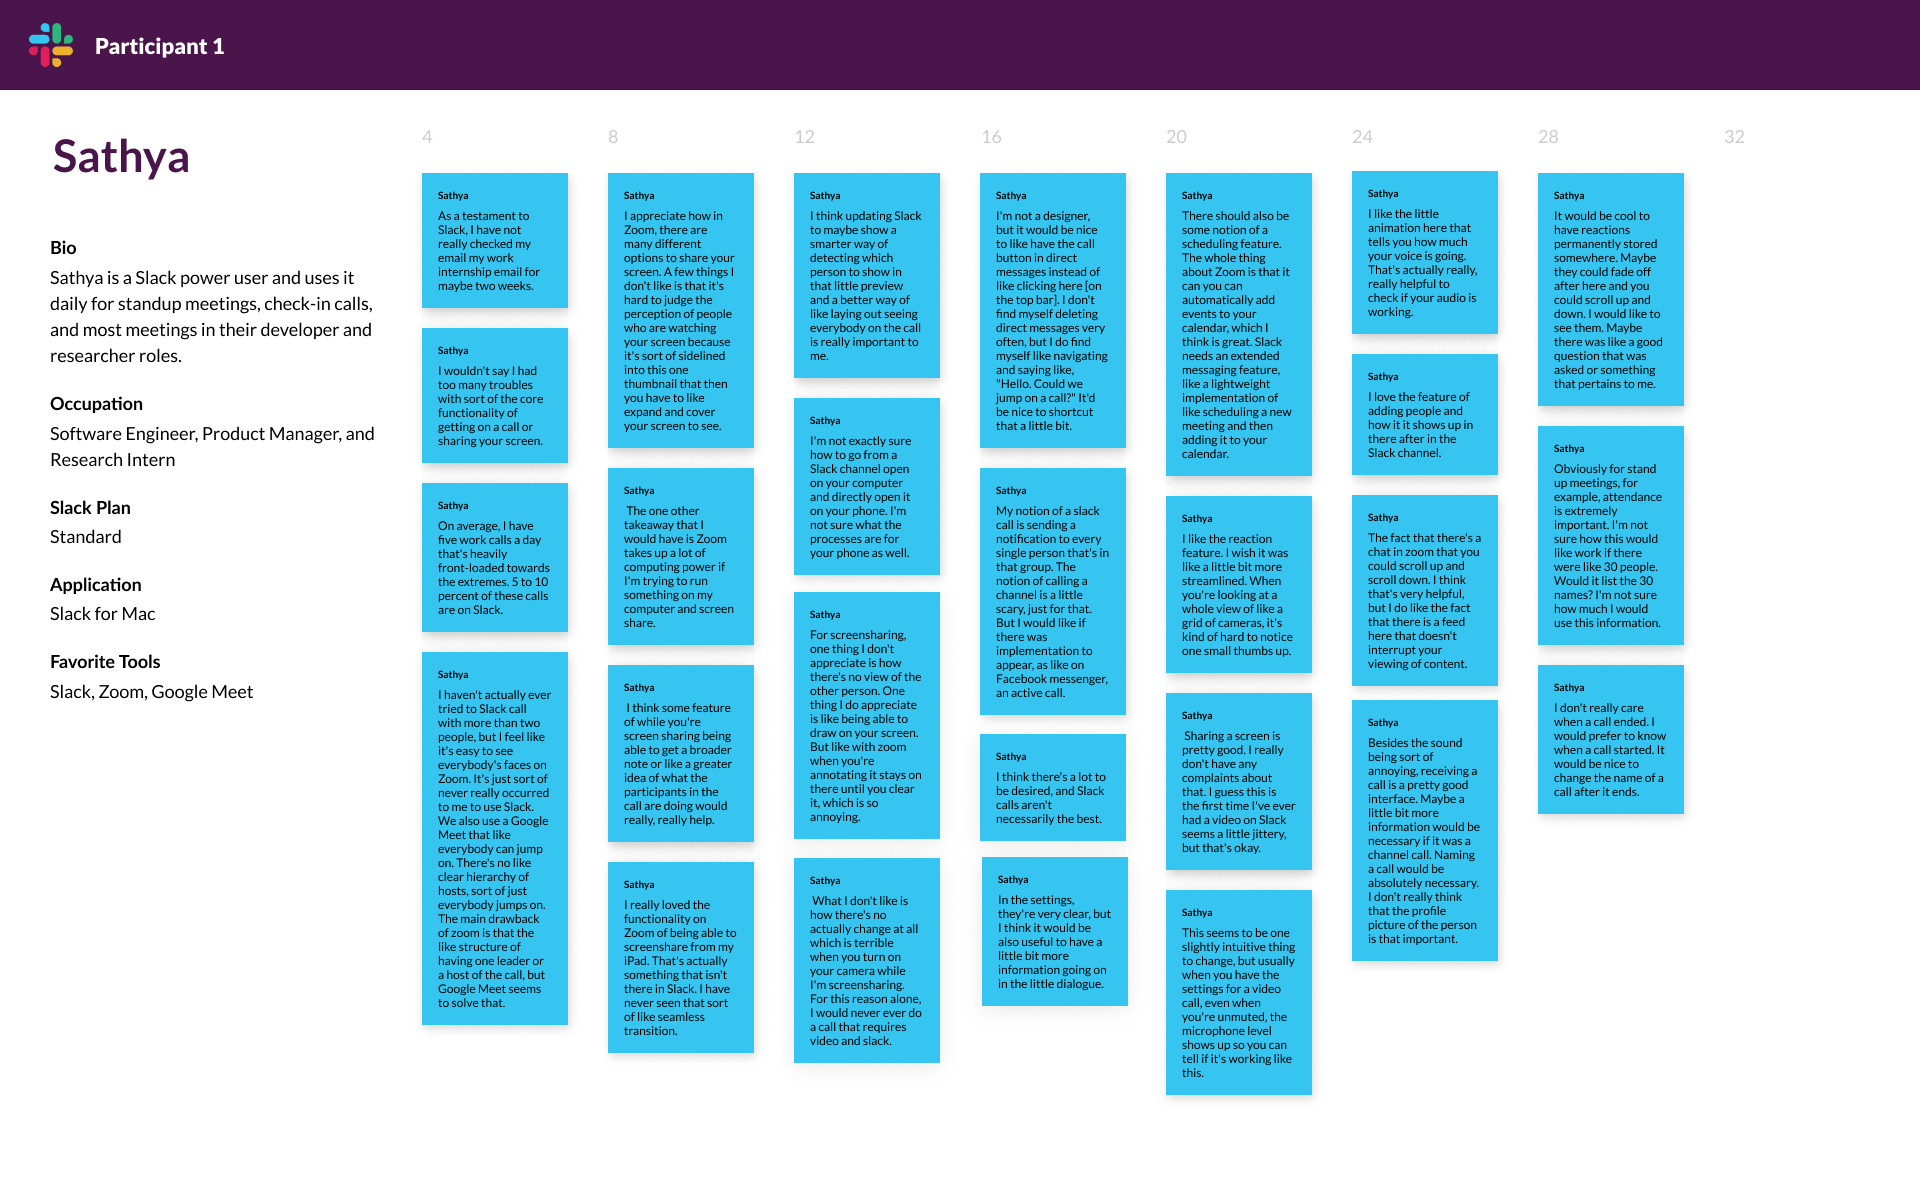 Participant 1
Sathya
Bio
Sathya is a Slack power user and uses it
daily for standup meetings, check-in calls,
and most meetings in their developer and
researcher roles.
Occupation
Software Engineer, Product Manager, and
Research Intern
Slack Plan
Standard
Application
Slack for Mac
Favorite Tools
Slack, Zoom, Google Meet
4
Sathya
As a testament to
Slack, I have not
really checked my
email my work
internship email for
maybe two weeks.
Sathya
I wouldn't say I had
too many troubles
with sort of the core
functionality of
getting on a call or
sharing your screen.
Sathya
On average, I have
five work calls a day
that's heavily
front-loaded towards
the extremes. 5 to 10
percent of these calls
are on Slack.
Sathya
I haven't actually ever
tried to Slack call
with more than two
people, but I feel like
it's easy to see
everybody's faces on
Zoom. It's just sort of
never really occurred
to me to use Slack.
We also use a Google
Meet that like
everybody can jump
on. There's no like
clear hierarchy of
hosts, sort of just
everybody jumps on.
The main drawback
of zoom is that the
like structure of
having one leader or
a host of the call, but
Google Meet seems
to solve that.
8
Sathya
I appreciate how in
Zoom, there are
many different
options to share your
screen. A few things I
don't like is that it's
hard to judge the
perception of people
who are watching
your screen because
it's sort of sidelined
into this one
thumbnail that then
you have to like
expand and cover
your screen to see.
Sathya
The one other
takeaway that I
would have is Zoom
takes up a lot of
computing power if
I'm trying to run
something on my
computer and screen
share.
Sathya
I think some feature
of while you're
screen sharing being
able to get a broader
note or like a greater
idea of what the
participants in the
call are doing would
really, really help.
Sathya
I really loved the
functionality on
Zoom of being able to
screenshare from my
iPad. That's actually
something that isn't
there in Slack. I have
never seen that sort
of like seamless
transition.
12
Sathya
I think updating Slack
to maybe show a
smarter way of
detecting which
person to show in
that little preview
and a better way of
like laying out seeing
everybody on the call
is really important to
me.
Sathya
I'm not exactly sure
how to go from a
Slack channel open
on your computer
and directly open it
on your phone. I'm
not sure what the
processes are for
your phone as well.
Sathya
For screensharing,
one thing I don't
appreciate is how
there's no view of the
other person. One
thing I do appreciate
is like being able to
draw on your screen.
But like with zoom
when you're
annotating it stays on
there until you clear
it, which is so
annoying.
Sathya
What I don't like is
how there's no
actually change at all
which is terrible
when you turn on
your camera while
I'm screensharing.
For this reason alone,
I would never ever do
a call that requires
video and slack.
16
Sathya
I'm not a designer,
but it would be nice
to like have the call
button in direct
messages instead of
like clicking here [on
the top bar]. I don't
find myself deleting
direct messages very
often, but I do find
myself like navigating
and saying like,
"Hello. Could we
jump on a call?" It'd
be nice to shortcut
that a little bit.
Sathya
My notion of a slack
call is sending a
notification to every
single person that's in
that group. The
notion of calling a
channel is a little
scary, just for that.
But I would like if
there was
implementation to
appear, as like on
Facebook messenger,
an active call.
Sathya
I think there's a lot to
be desired, and Slack
calls aren't
necessarily the best.
Sathya
In the settings,
they're very clear, but
I think it would be
also useful to have a
little bit more
information going on
in the little dialogue.
20
Sathya
There should also be
some notion of a
scheduling feature.
The whole thing
about Zoom is that it
can you can
automatically add
events to your
calendar, which I
think is great. Slack
needs an extended
messaging feature,
like a lightweight
implementation of
like scheduling a new
meeting and then
adding it to your
calendar.
Sathya
I like the reaction
feature. I wish it was
like a little bit more
streamlined. When
you're looking at a
whole view of like a
grid of cameras, it's
kind of hard to notice
one small thumbs up.
Sathya
Sharing a screen is
pretty good. I really
don't have any
complaints about
that. I guess this is
the first time I've ever
had a video on Slack
seems a little jittery,
but that's okay.
Sathya
This seems to be one
slightly intuitive thing
to change, but usually
when you have the
settings for a video
call, even when
you're unmuted, the
microphone level
shows up so you can
tell if it's working like
this.
24
Sathya
I like the little
animation here that
tells you how much
your voice is going.
That's actually really,
really helpful to
check if your audio is
working.
Sathya
I love the feature of
adding people and
how it it shows up in
there after in the
Slack channel.
Sathya
The fact that there's a
chat in zoom that you
could scroll up and
scroll down. I think
that's very helpful,
but I do like the fact
that there is a feed
here that doesn't
interrupt your
viewing of content.
Sathya
Besides the sound
being sort of
annoying, receiving a
call is a pretty good
interface. Maybe a
little bit more
information would be
necessary if it was a
channel call. Naming
a call would be
absolutely necessary.
I don't really think
that the profile
picture of the person
is that important.
28
Sathya
It would be cool to
have reactions
permanently stored
somewhere. Maybe
they could fade off
after here and you
could scroll up and
down. I would like to
see them. Maybe
there was like a good
question that was
asked or something
that pertains to me.
Sathya
Obviously for stand
up meetings, for
example, attendance
is extremely
important. I'm not
sure how this would
like work if there
were like 30 people.
Would it list the 30
names? I'm not sure
how much I would
use this information.
Sathya
I don't really care
when a call ended. I
would prefer to know
when a call started. It
would be nice to
change the name of a
call after it ends.
32